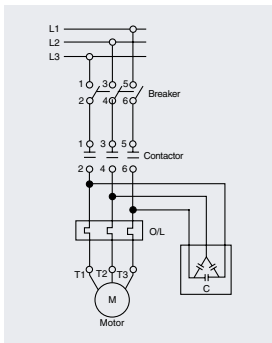 L1
L2
L3
1 3 5
2 4 6
Breaker
1 3 5
Contactor
2 4 6
O/L
T1 T2 T3
C
M
Motor